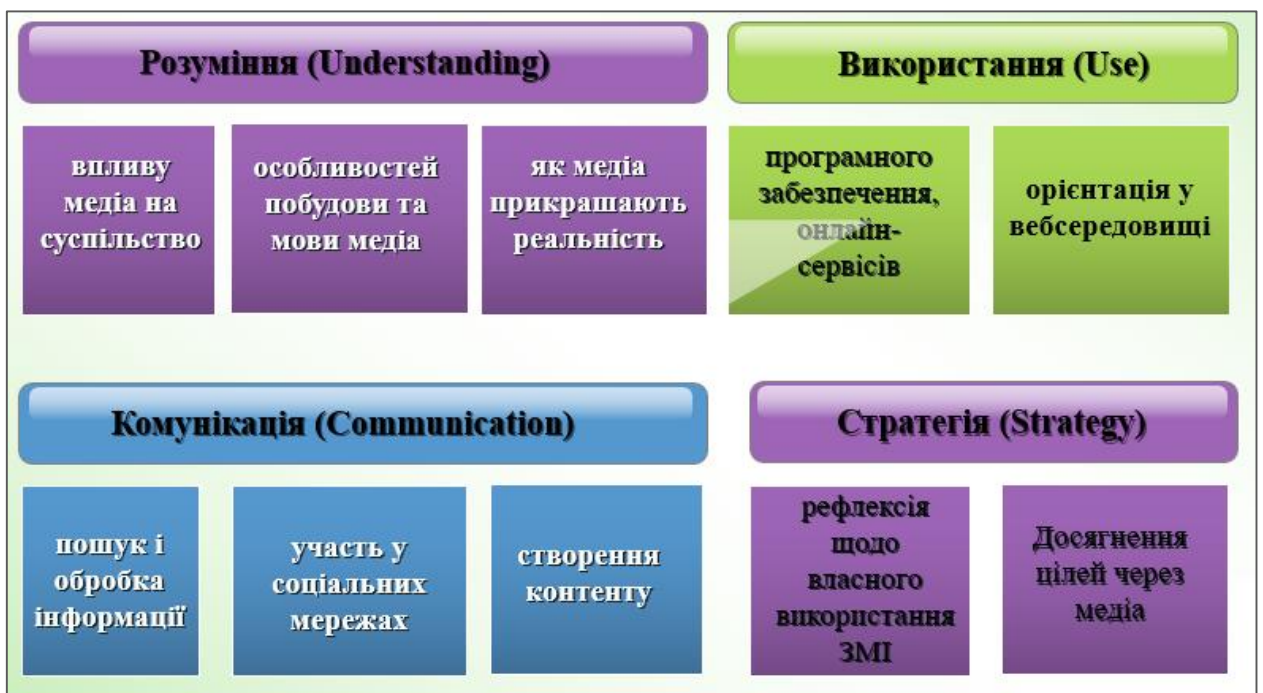 Розуміння (Understanding)
Використання (Use)
впливу
медіа на
суспільство
особливостей
побудови та
мови медіа
як медіа
прикрашають
реальність
програмного
забезпечення,
онлайн-
сервісів
орієнтація у
вебсередовищі
Комунікація (Communication)
Стратегія (Strategy)
пошук і
обробка
інформації
участь у
соціальних
мережах
створення
контенту
рефлексія
щодо
власного
використання
ЗМІ
Досягнення
цілей через
медіа